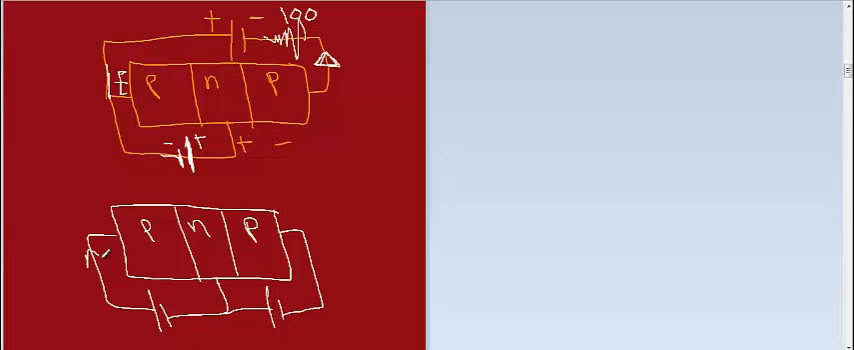 + - 100
E p n p
- + + -
p n p